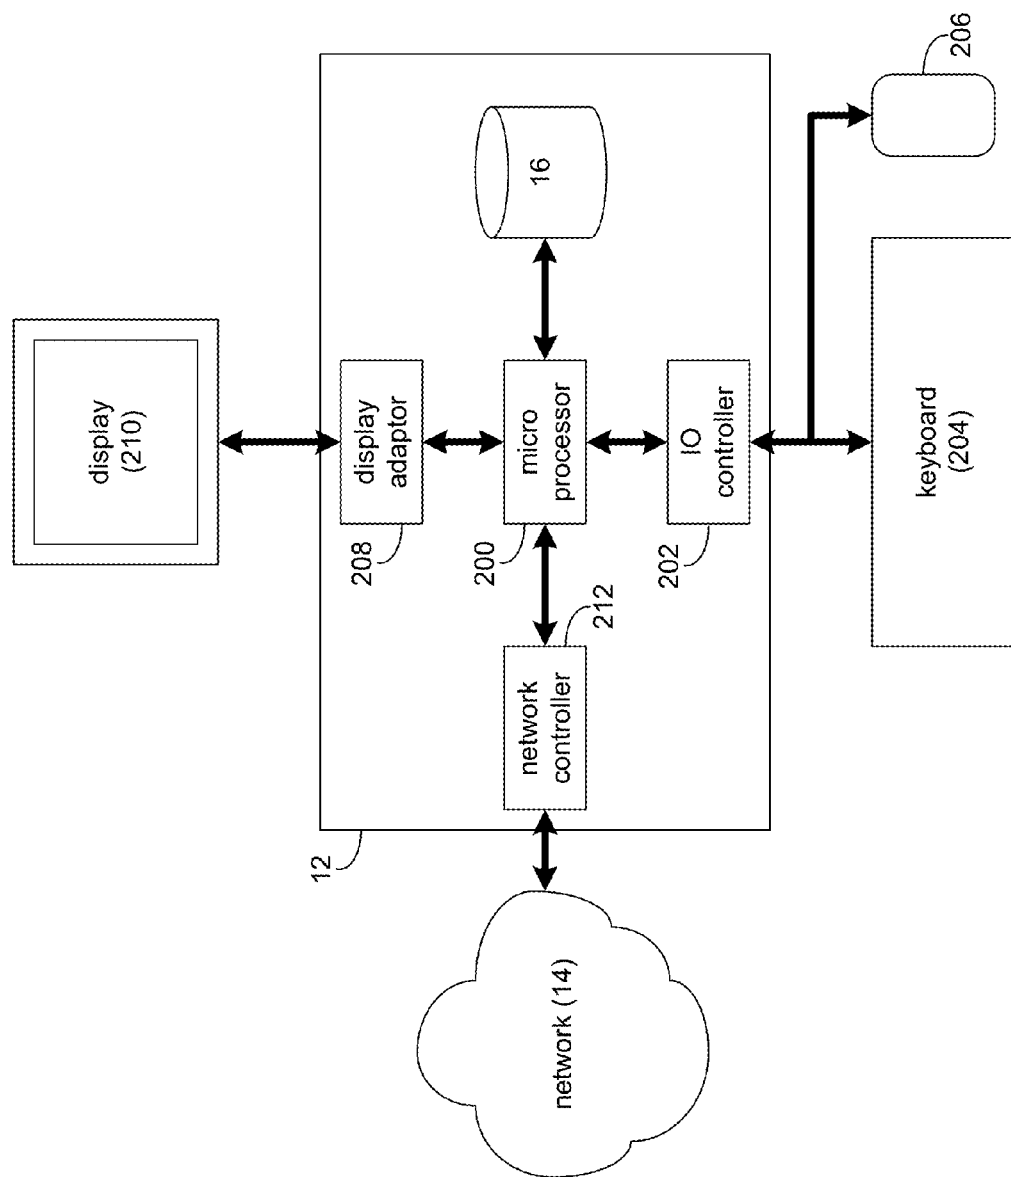 display
(210)
12
208
display
adaptor
network (14)
network
controller
212
200
micro
processor
16
202
IO
controller
keyboard
(204)
206